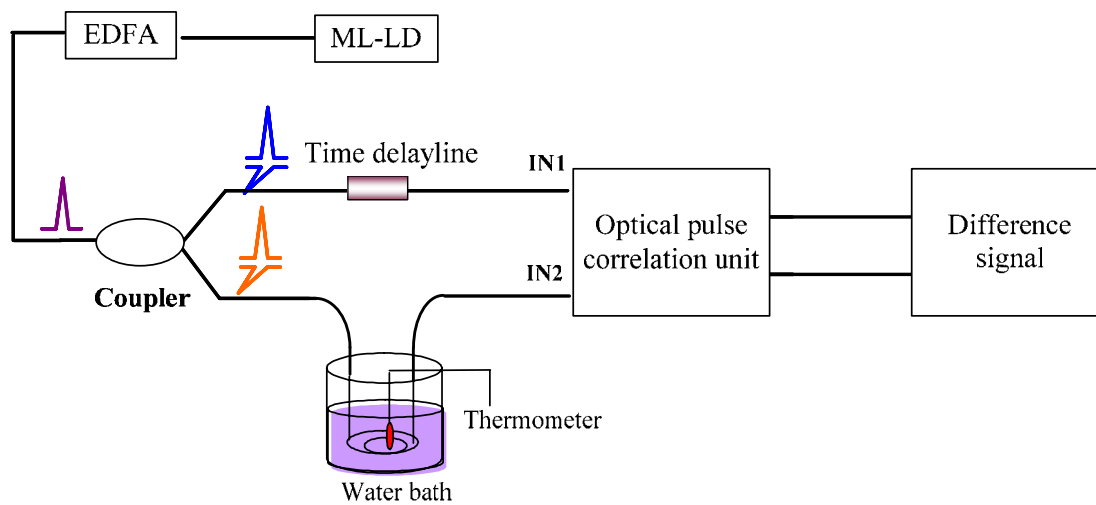 EDFA
ML-LD
Time delayline
IN1
Optical pulse
correlation unit
Difference
signal
IN2
Coupler
Thermometer
Water bath